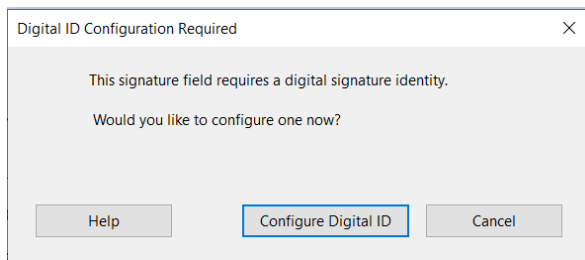 Digital ID Configuration Required
This signature field requires a digital signature identity.
Would you like to configure one now?
Help
Configure Digital ID
Cancel